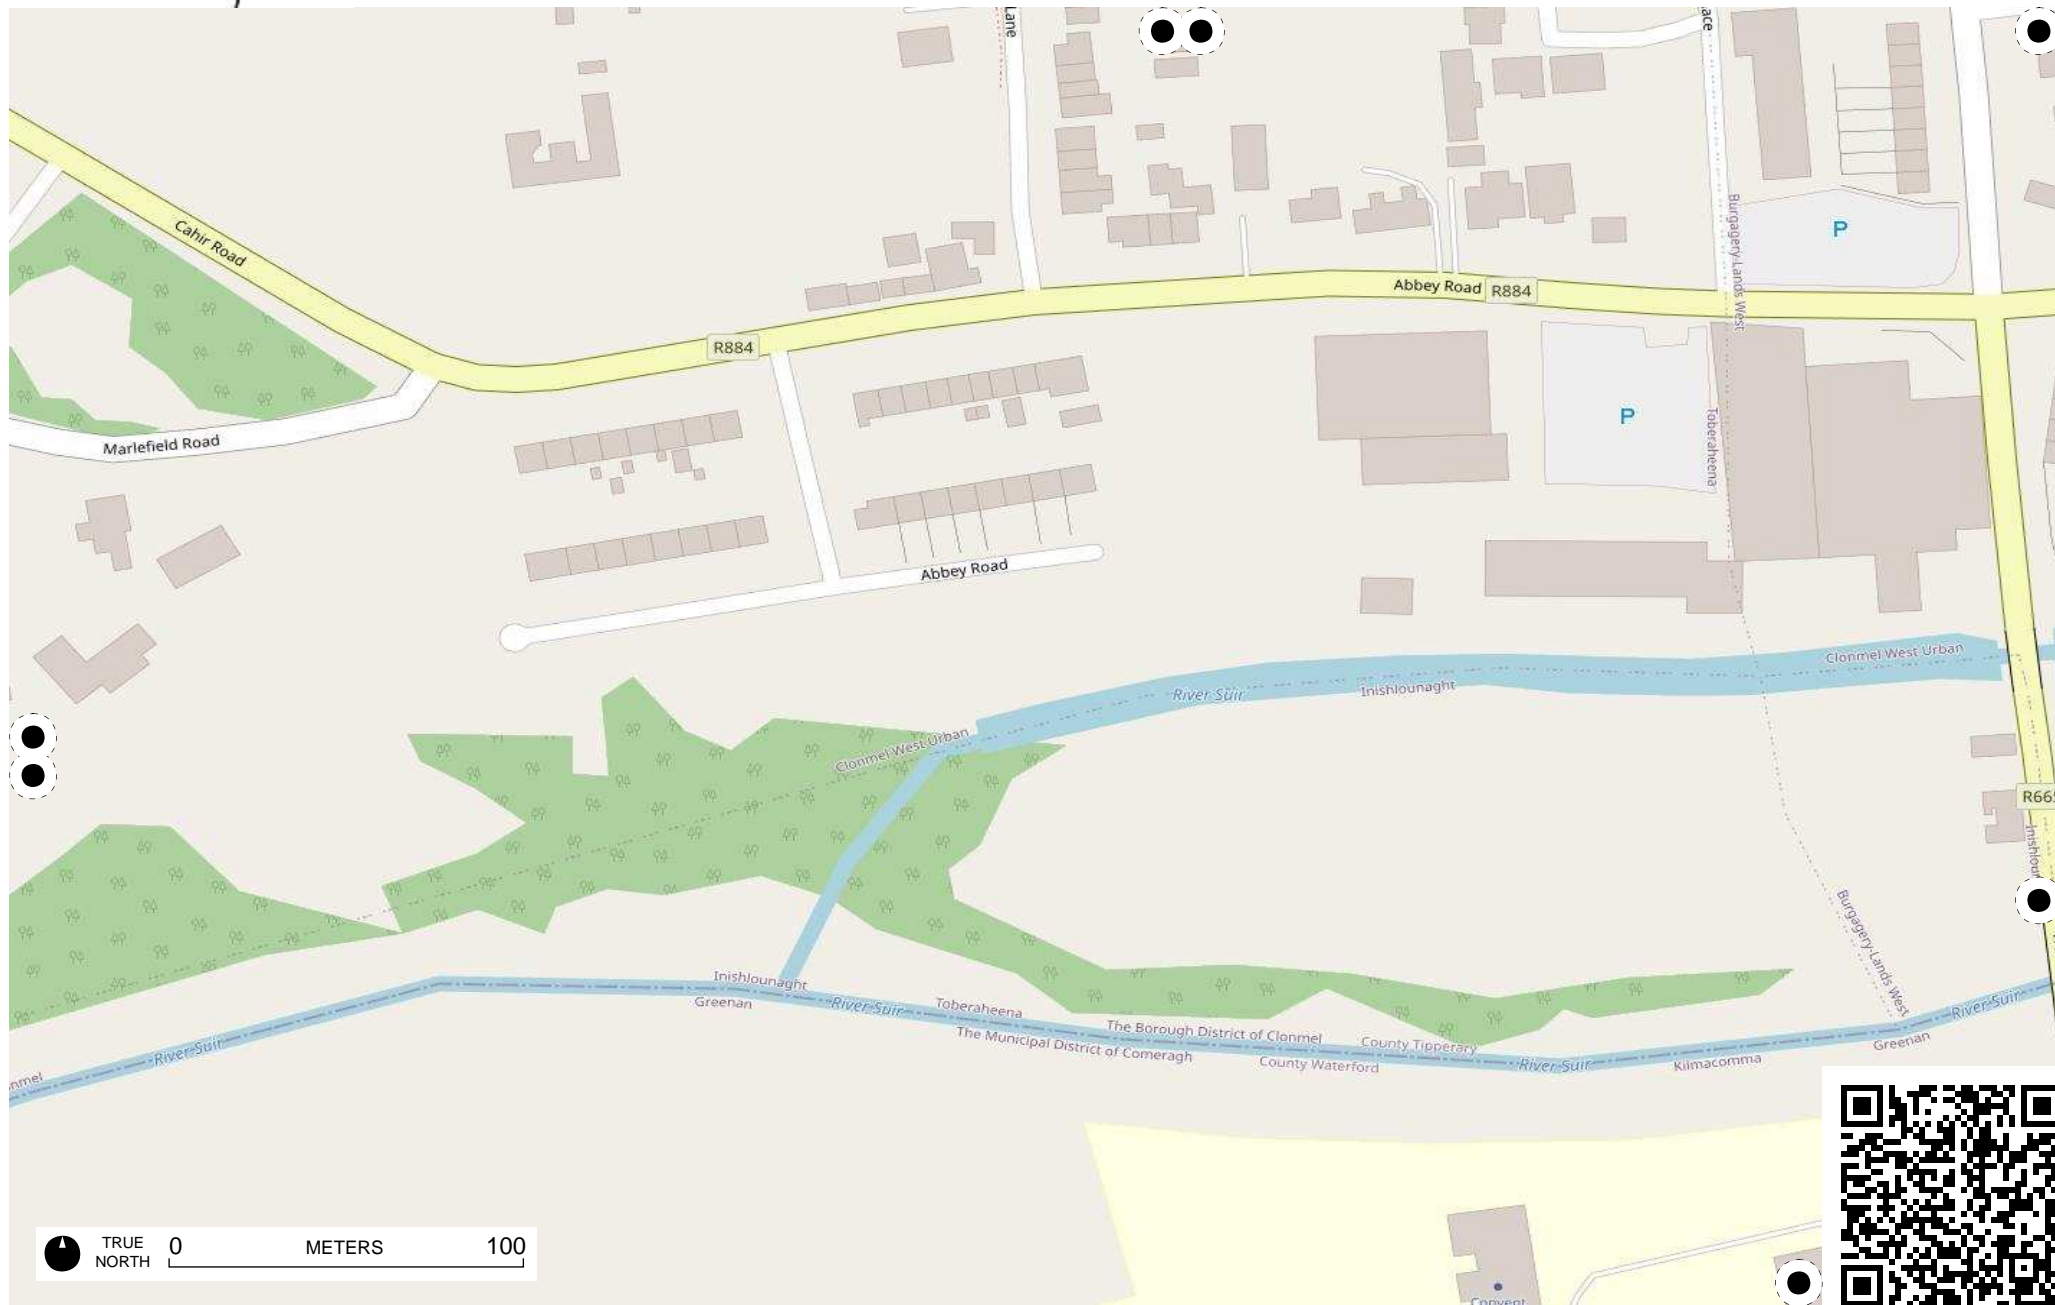 Lane
ace
Cahir Road
Burgagery-Lands West
P
Abbey Road
R884
R884
P
Toberaheena
Marlefield Road
Abbey Road
Clonmel West Urban
River Suir
Inishlounaght
Clonmel West Urban
R665
Inishlour
Burgagery-Lands West
Inishlounaght
Greenan
River Suir
Toberaheena
River Suir
The Borough District of Clonmel
The Municipal District of Comeragh
County Tipperary
County Waterford
River Suir
Greenan
Kilmacomma
River Suir
nmel
TRUE
NORTH
0 METERS 100
Convent